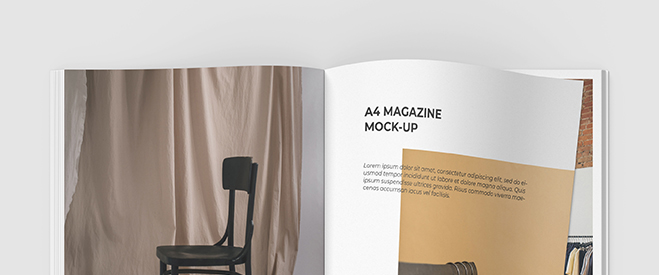 A4 MAGAZINE
MOCK-UP
Lorem ipsum dolor sit amet, consectetur adipiscing elit, sed do ei-
usmod tempor incididunt ut labore et dolore magna aliqua. Quis
ipsum suspendisse ultrices gravida. Risus commodo viverra mae-
cenas accumsan lacus vel facilisis.